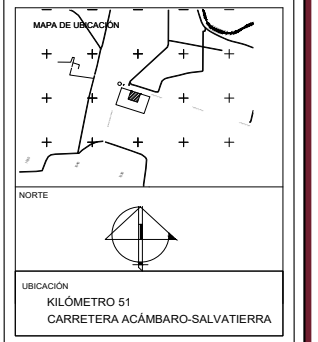 MAPA DE UBICACIÓN
NORTE
UBICACIÓN
KILÓMETRO 51
CARRETERA ACÁMBARO-SALVATIERRA